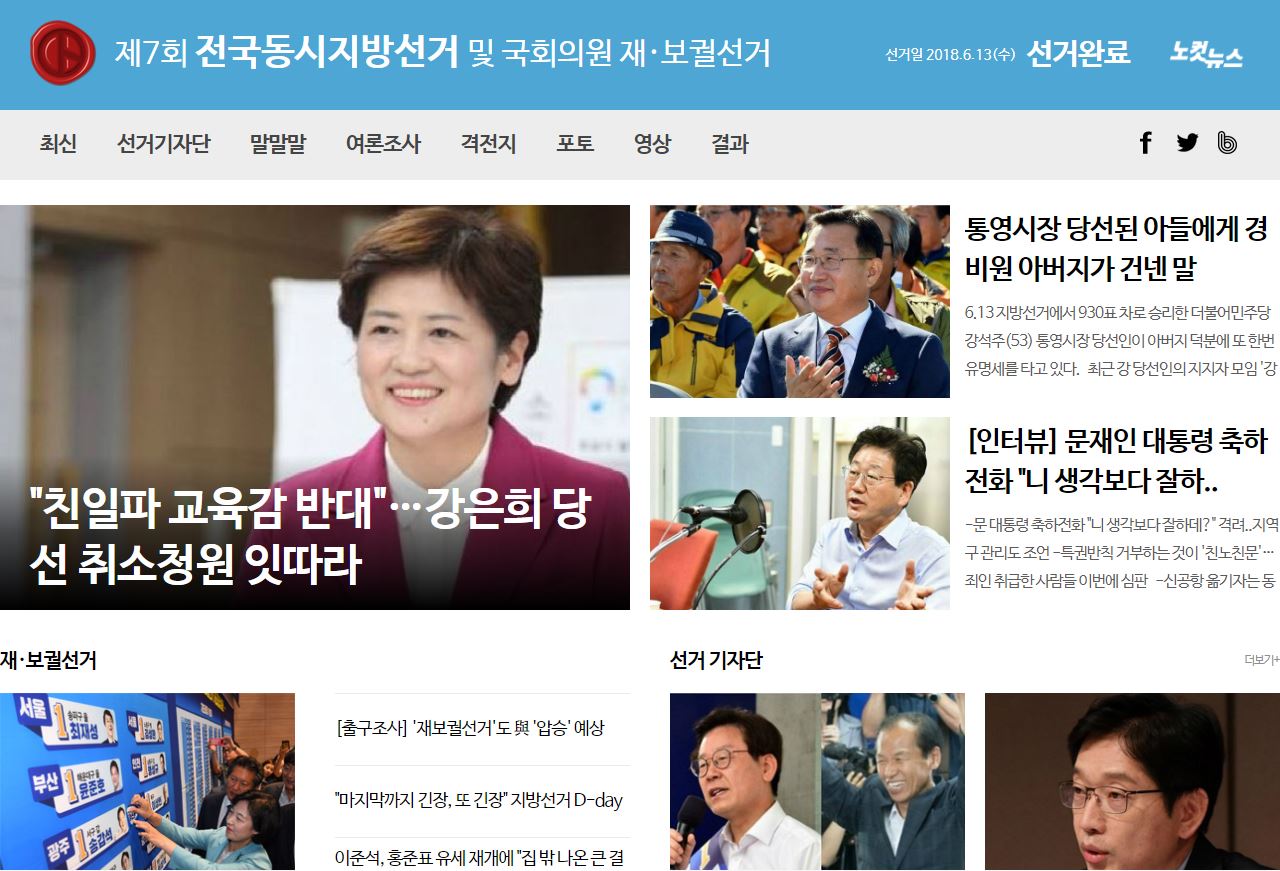 제7회 전국동시지방선거 및 국회의원 재·보궐선거
선거일 2018.6.13(수) 선거완료
노컷뉴스
최신 선거기자단 말말말 여론조사 격전지 포토 영상 결과
"친일파 교육감 반대"…강은희 당
선 취소청원 잇따라
통영시장 당선된 아들에게 경
비원 아버지가 건넨 말
6.13 지방선거에서 930표 차로 승리한 더불어민주당
강석주(53) 통영시장 당선인이 아버지 덕분에 또 한번
유명세를 타고 있다. 최근 강 당선인의 지지자 모임 '강
[인터뷰] 문재인 대통령 축하
전화 "니 생각보다 잘하..
-문 대통령 축하전화 "니 생각보다 잘하데?" 격려..지역
구 관리도 조언 -특권반칙 거부하는 것이 '친노친문'…
죄인 취급한 사람들 이번에 심판 -신공항 옮기자는 동
재·보궐선거
서울
송파구 을
1 최재성
부산
해운대구 을
1 윤준호
광주
서구 갑
1 송갑석
[출구조사] '재보궐선거'도 與 '압승' 예상
"마지막까지 긴장, 또 긴장" 지방선거 D-day
이준석, 홍준표 유세 재개에 "집 밖 나온 큰 결
선거 기자단
더보기+